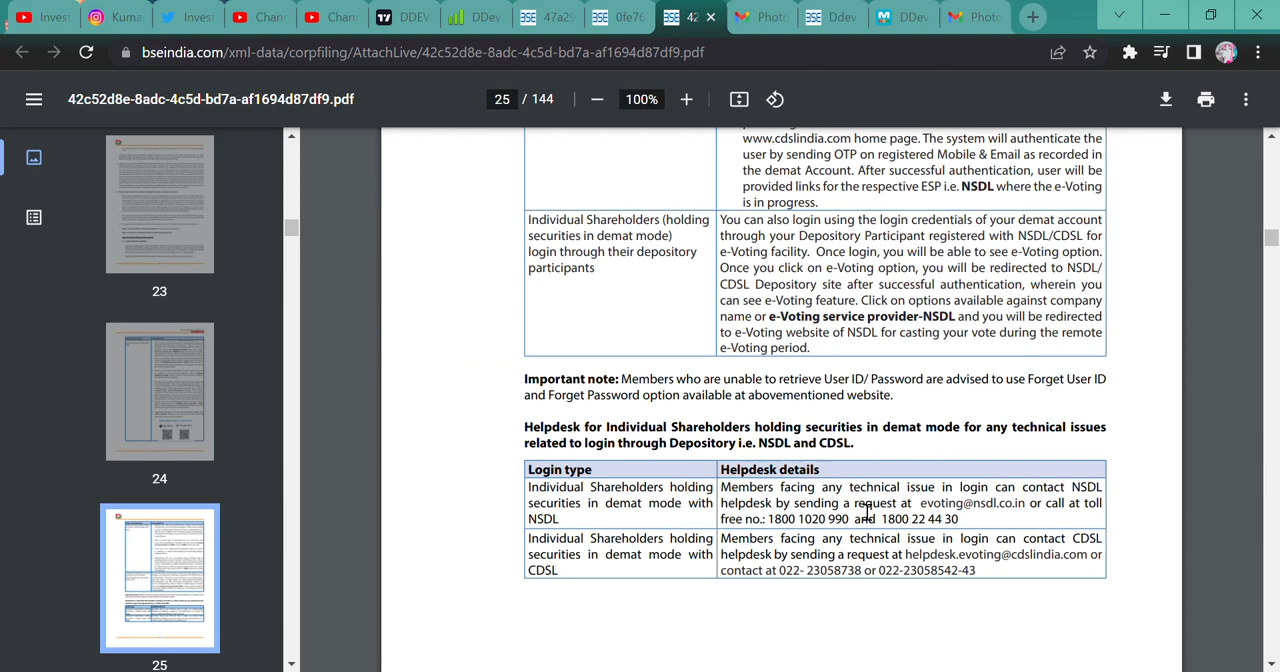 Invest
Kuma
Invest
Chann
Chann
DDEV
DDev
47a29
0fe76
42
Photo
Ddev
DDev
Photo
bseindia.com/xml-data/corpfiling/AttachLive/42c52d8e-8adc-4c5d-bd7a-af1694d87df9.pdf
42c52d8e-8adc-4c5d-bd7a-af1694d87df9.pdf
25 / 144
100%
www.cdslindia.com home page. The system will authenticate the
user by sending OTP on registered Mobile & Email as recorded in
the demat Account. After successful authentication, user will be
provided links for the respective ESP i.e. NSDL where the e-Voting
is in progress.
Individual Shareholders (holding
securities in demat mode)
login through their depository
participants
You can also login using the login credentials of your demat account
through your Depository Participant registered with NSDL/CDSL for
e-Voting facility. Once login, you will be able to see e-Voting option.
Once you click on e-Voting option, you will be redirected to NSDL/
CDSL Depository site after successful authentication, wherein you
can see e-Voting feature. Click on options available against company
name or e-Voting service provider-NSDL and you will be redirected
to e-Voting website of NSDL for casting your vote during the remote
e-Voting period.
Important note: Members who are unable to retrieve User ID/ Password are advised to use Forget User ID
and Forget Password option available at abovementioned website.
Helpdesk for Individual Shareholders holding securities in demat mode for any technical issues
related to login through Depository i.e. NSDL and CDSL.
Login type
Helpdesk details
Individual Shareholders holding
securities in demat mode with
NSDL
Members facing any technical issue in login can contact NSDL
helpdesk by sending a request at evoting@nsdl.co.in or call at toll
free no.: 1800 1020 990 and 1800 22 44 30
Individual Shareholders holding
securities in demat mode with
CDSL
Members facing any technical issue in login can contact CDSL
helpdesk by sending a request at helpdesk.evoting@cdslindia.com or
contact at 022- 23058738 or 022-23058542-43
23
24
25